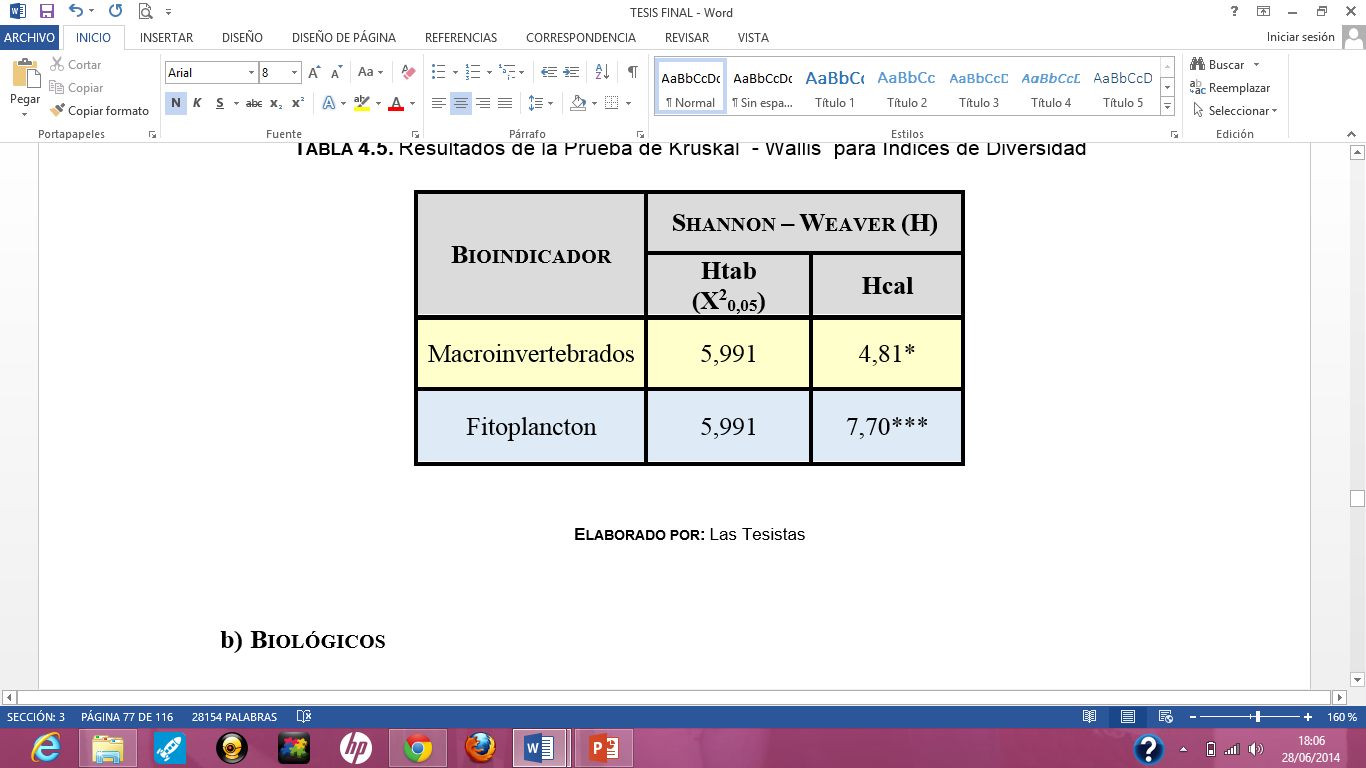 TESIS FINAL - Word
ARCHIVO INICIO INSERTAR DISEÑO DISEÑO DE PÁGINA REFERENCIAS CORRESPONDENCIA REVISAR VISTA Iniciar sesión
Pegar
Cortar
Copiar
Copiar formato
Portapapeles
Arial 8
N K S abc x₂ x²
Fuente
Párrafo
AaBbCcDc AaBbCcDc AaBbCc AaBbCc AaBbCcD AaBbCcD AaBbCcD
¶ Normal ¶ Sin espa... Título 1 Título 2 Título 3 Título 4 Título 5
Estilos
Buscar
Reemplazar
Seleccionar
Edición
TABLA 4.5. Resultados de la Prueba de Kruskal - Wallis para Índices de Diversidad
BIOINDICADOR
SHANNON – WEAVER (H)
Htab
(X²0,05)
Hcal
Macroinvertebrados 5,991 4,81*
Fitoplancton 5,991 7,70***
ELABORADO POR: Las Tesistas
b) BIOLÓGICOS
SECCIÓN: 3 PÁGINA 77 DE 116 28154 PALABRAS 160 %
18:06
28/06/2014